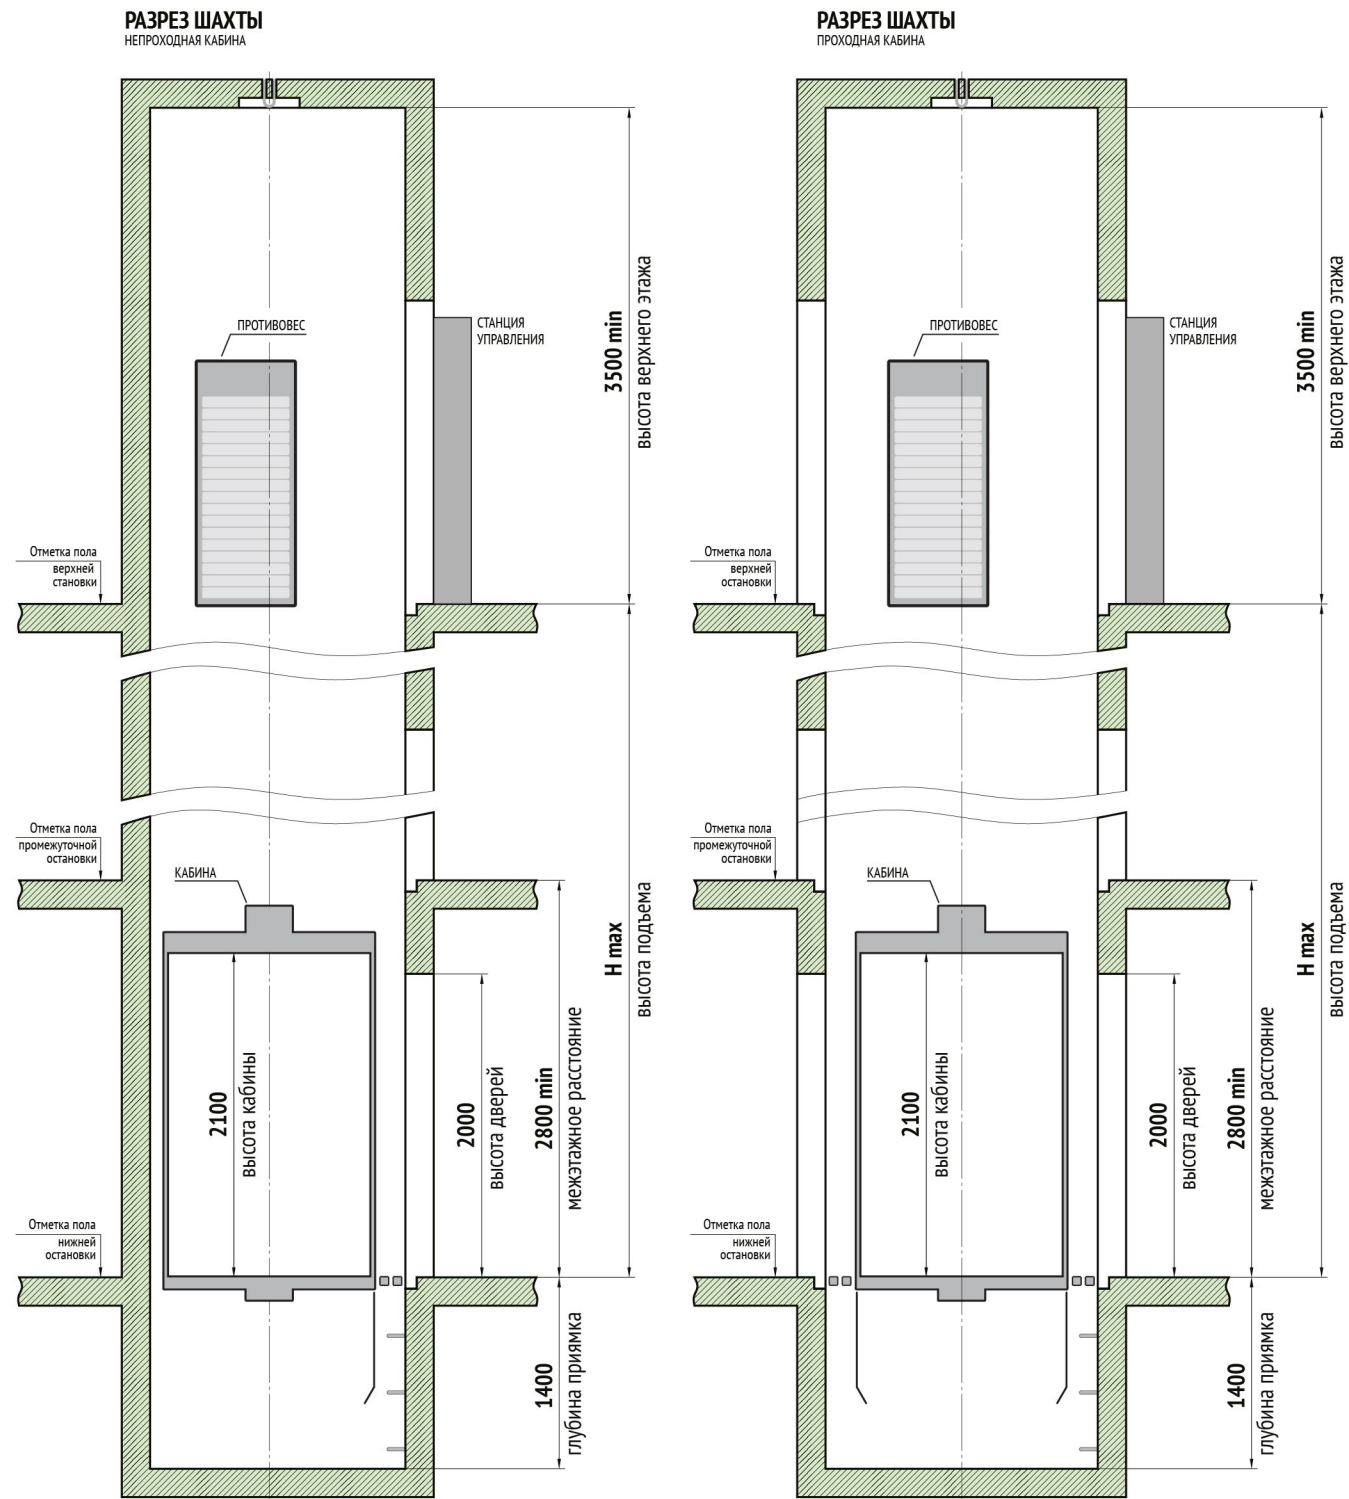 РАЗРЕЗ ШАХТЫ
НЕПРОХОДНАЯ КАБИНА
ПРОТИВОВЕС
СТАНЦИЯ
УПРАВЛЕНИЯ
3500 min
высота верхнего этажа
Отметка пола
верхней
становки
Отметка пола
промежуточной
остановки
КАБИНА
H max
высота подъема
2100
высота кабины
2000
высота дверей
2800 min
межэтажное расстояние
Отметка пола
нижней
остановки
1400
глубина приямка
РАЗРЕЗ ШАХТЫ
ПРОХОДНАЯ КАБИНА
ПРОТИВОВЕС
СТАНЦИЯ
УПРАВЛЕНИЯ
3500 min
высота верхнего этажа
Отметка пола
верхней
остановки
Отметка пола
промежуточной
остановки
КАБИНА
H max
высота подъема
2100
высота кабины
2000
высота дверей
2800 min
межэтажное расстояние
Отметка пола
нижней
остановки
1400
глубина приямка